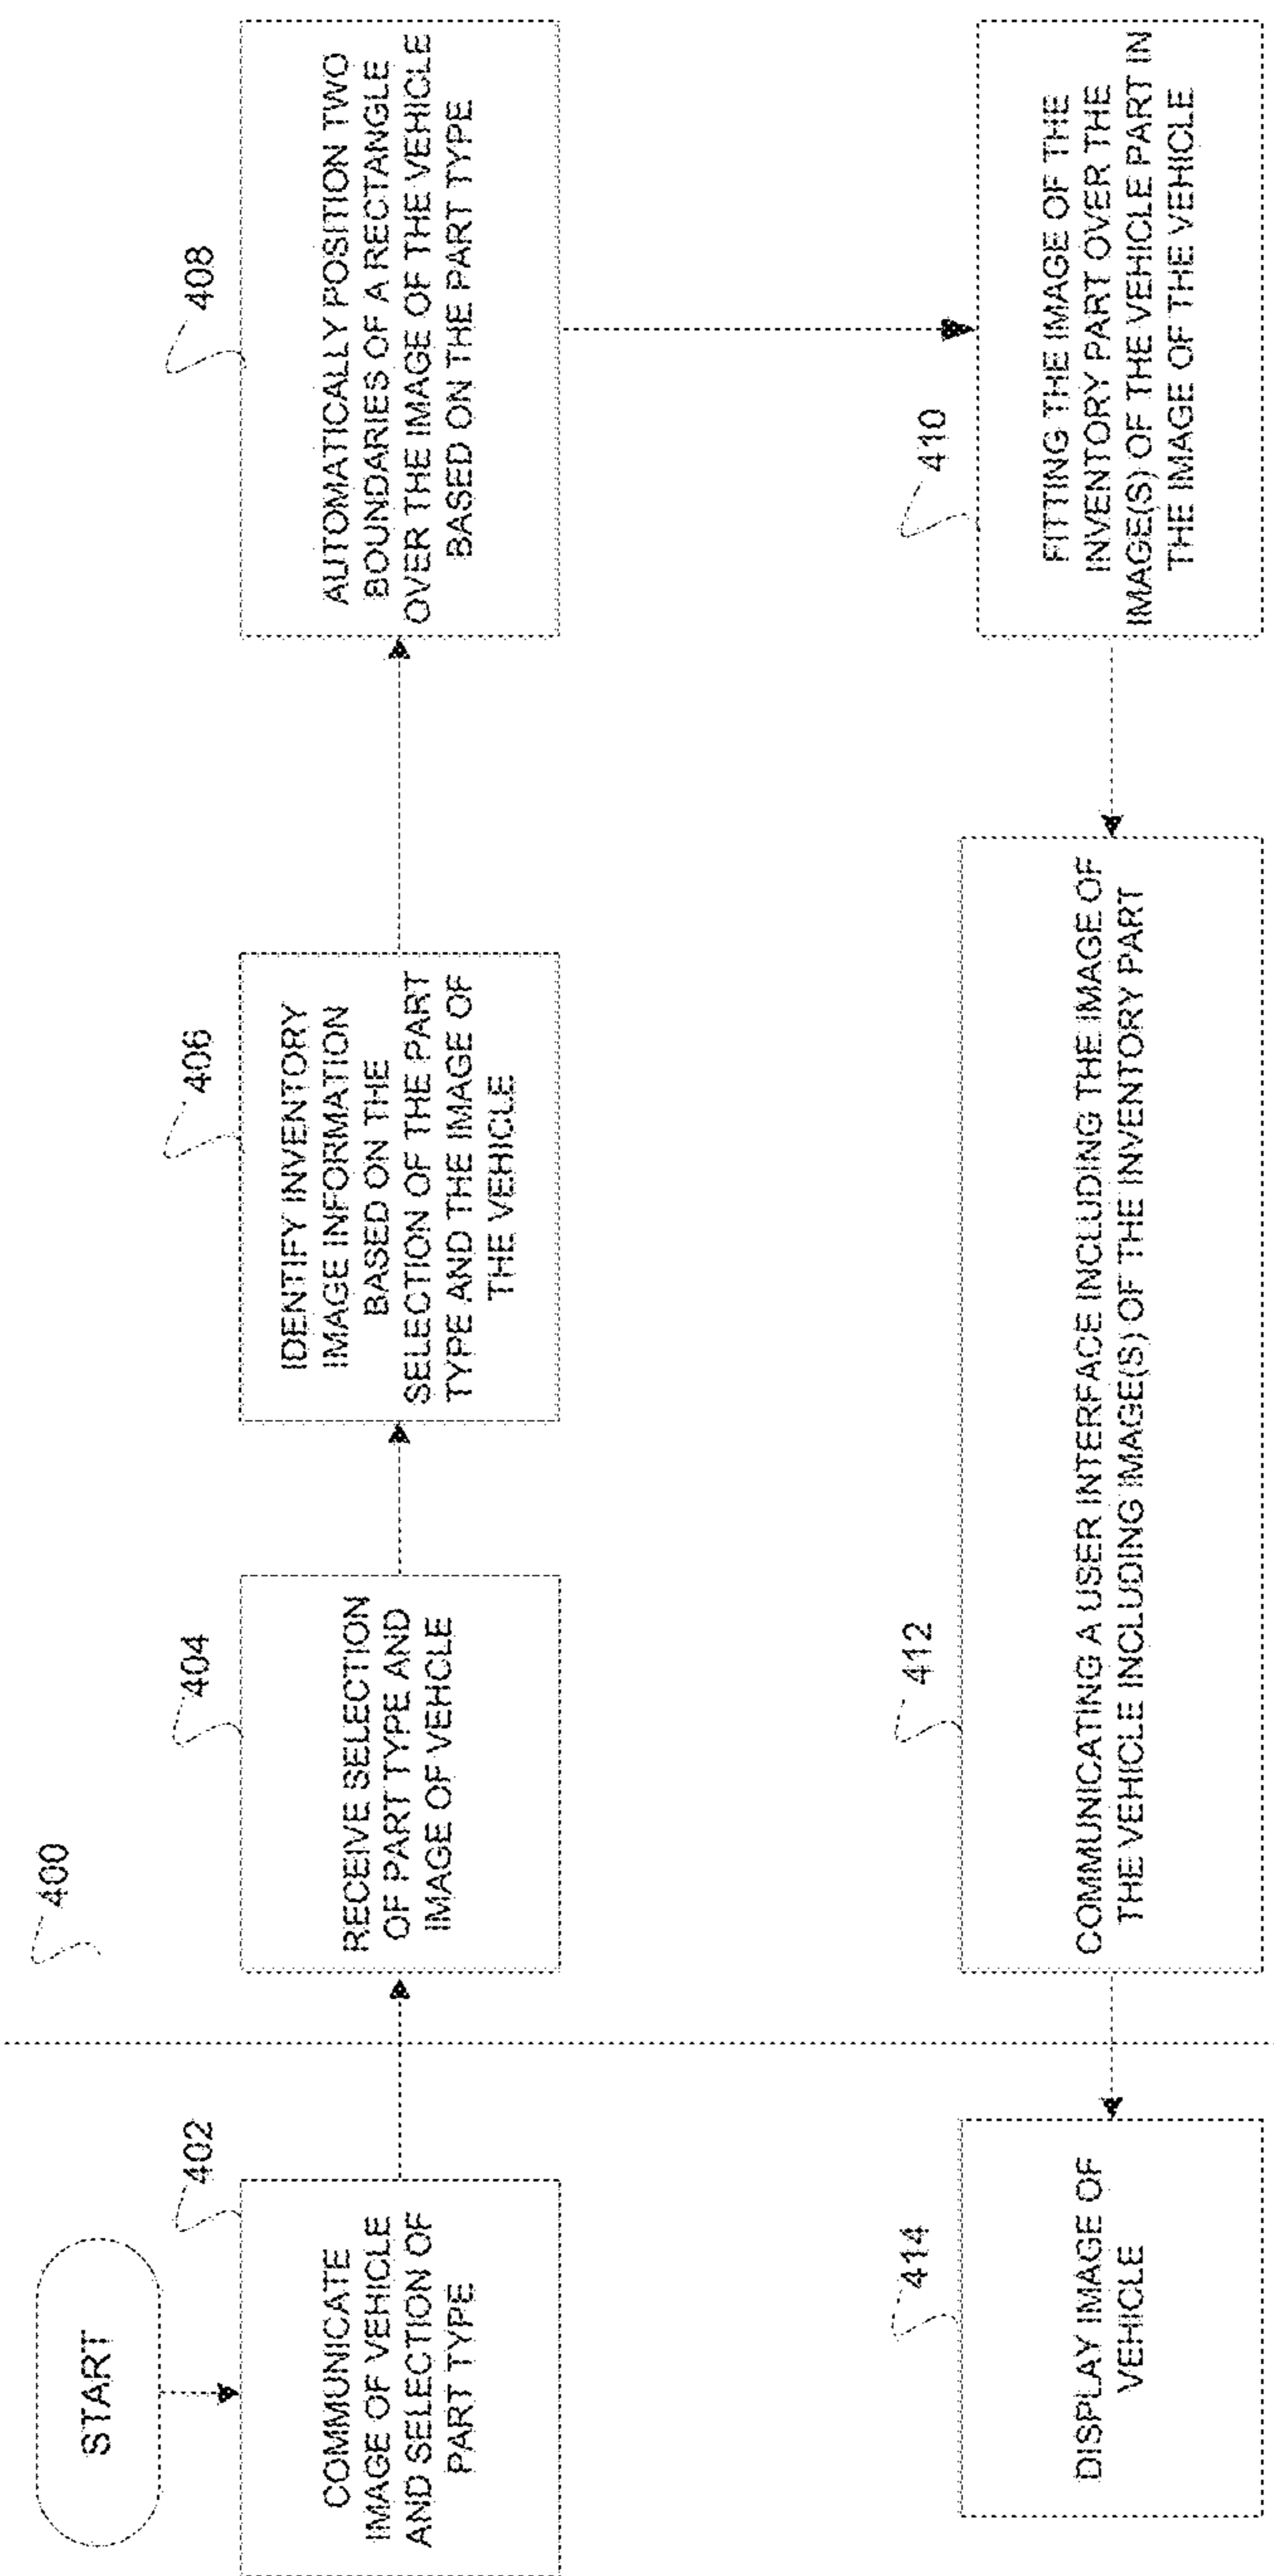 400
START
402
COMMUNICATE
IMAGE OF VEHICLE
AND SELECTION OF
PART TYPE
404
RECEIVE SELECTION
OF PART TYPE AND
IMAGE OF VEHCLE
406
IDENTIFY INVENTORY
IMAGE INFORMATION
BASED ON THE
SELECTION OF THE PART
TYPE AND THE IMAGE OF
THE VEHICLE
408
AUTOMATICALLY POSITION TWO
BOUNDARIES OF A RECTANGLE
OVER THE IMAGE OF THE VEHICLE
BASED ON THE PART TYPE
410
FITTING THE IMAGE OF THE
INVENTORY PART OVER THE
IMAGE(S) OF THE VEHICLE PART IN
THE IMAGE OF THE VEHICLE
412
COMMUNICATING A USER INTERFACE INCLUDING THE IMAGE OF
THE VEHICLE INCLUDING IMAGE(S) OF THE INVENTORY PART
414
DISPLAY IMAGE OF
VEHICLE